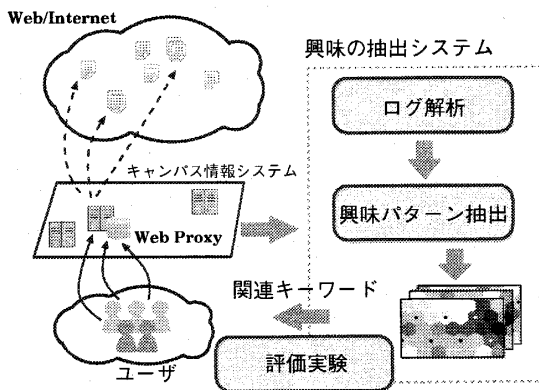 Web/Internet
興味の抽出システム
ログ解析
キャンパス情報システム
興味パターン抽出
Web Proxy
関連キーワード
ユーザ
評価実験